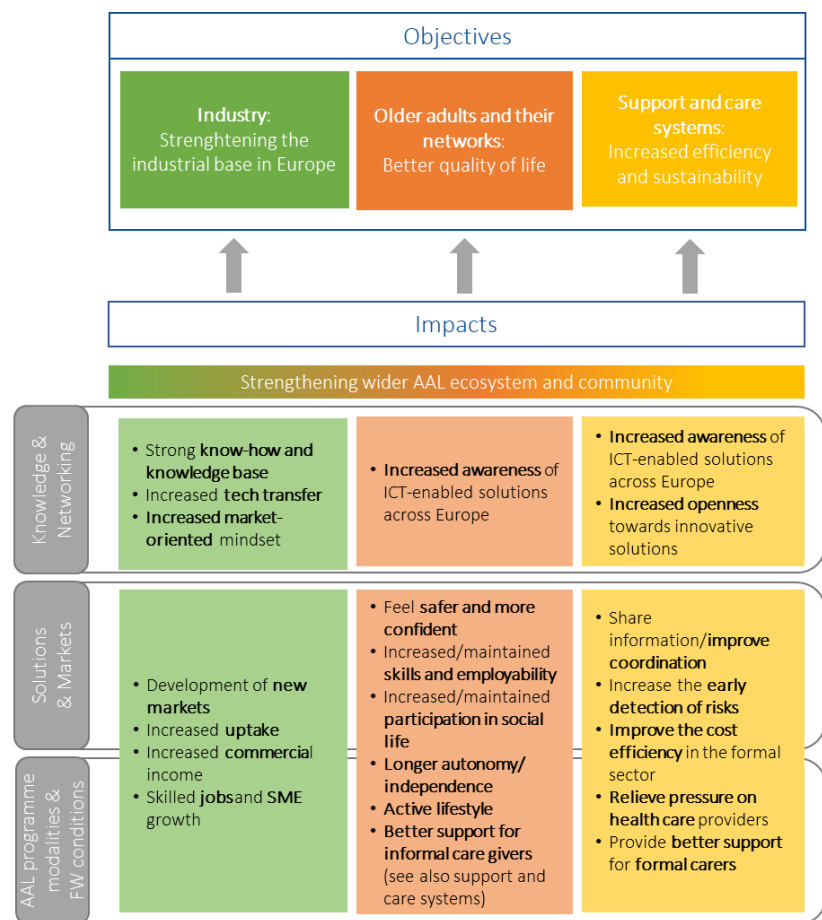 Objectives
Industry:
Strenghtening the
industrial base in Europe
Older adults and their
networks:
Better quality of life
Support and care
systems:
Increased efficiency
and sustainability
Impacts
Strengthening wider AAL ecosystem and community
Knowledge &
Networking
• Strong know-how and
knowledge base
• Increased tech transfer
• Increased market-
oriented mindset
• Increased awareness of
ICT-enabled solutions
across Europe
• Increased awareness of
ICT-enabled solutions
across Europe
• Increased openness
towards innovative
solutions
Solutions
& Markets
AAL programme
modalities &
FW conditions
• Development of new
markets
• Increased uptake
• Increased commercial
income
• Skilled jobs and SME
growth
• Feel safer and more
confident
• Increased/maintained
skills and employability
• Increased/maintained
participation in social
life
• Longer autonomy/
independence
• Active lifestyle
• Better support for
informal care givers
(see also support and
care systems)
• Share
information/improve
coordination
• Increase the early
detection of risks
• Improve the cost
efficiency in the formal
sector
• Relieve pressure on
health care providers
• Provide better support
for formal carers